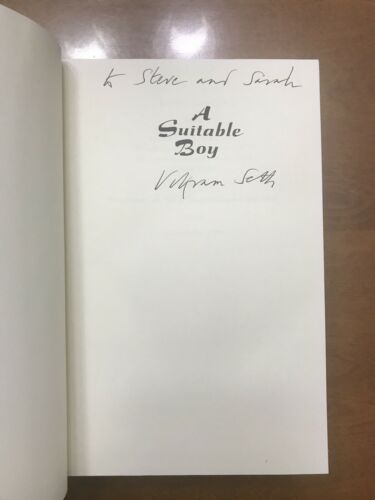 to Steve and Sarah
A
Suitable
Boy
Vikram Seth